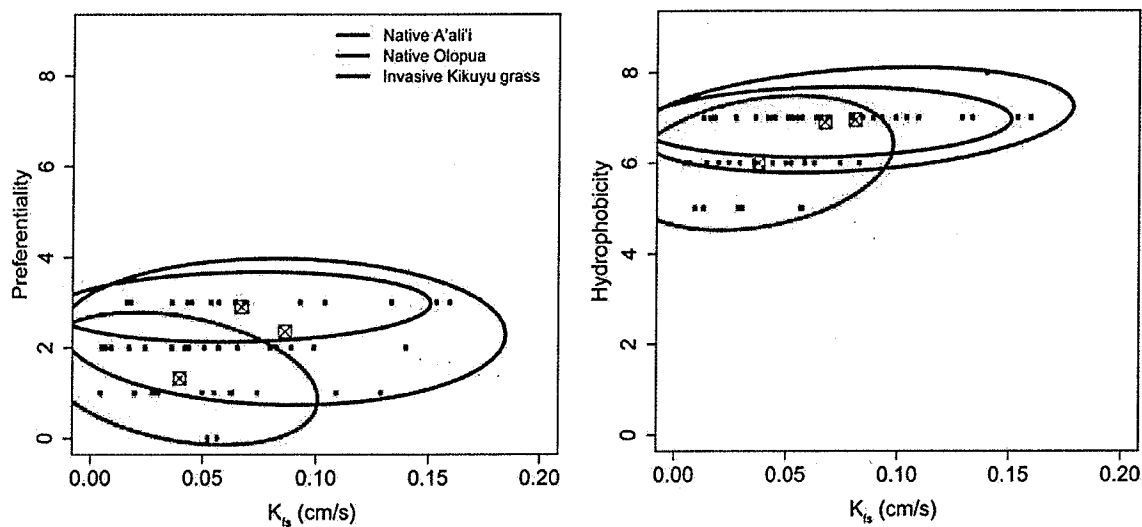 Native A'ali'i
Native Olopua
Invasive Kikuyu grass
Preferentiality
8
6
4
2
0
0.00 0.05 0.10 0.15 0.20
Kfs (cm/s)
Hydrophobicity
8
6
4
2
0
0.00 0.05 0.10 0.15 0.20
Kfs (cm/s)